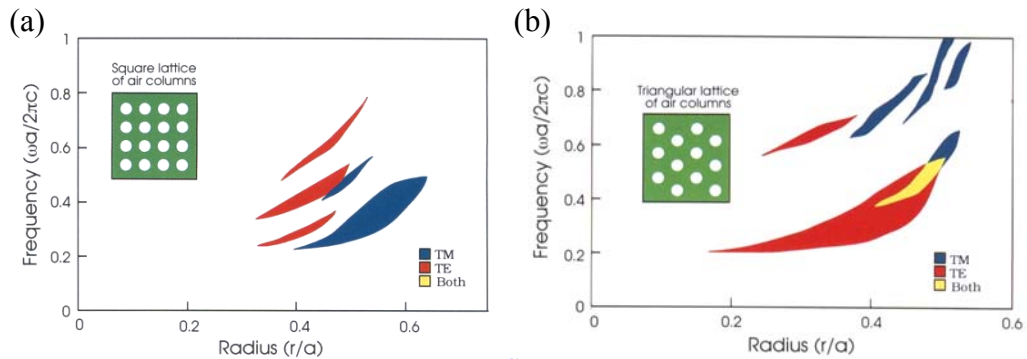 (a)
1
0.8
0.6
0.4
0.2
0
Frequency (ωa/2πc)
Square lattice
of air columns
TM
TE
Both
0
0.2
0.4
0.6
Radius (r/a)
(b)
1
0.8
0.6
0.4
0.2
0
Frequency (ωa/2πc)
Triangular lattice
of air columns
TM
TE
Both
0
0.2
0.4
0.6
Radius (r/a)